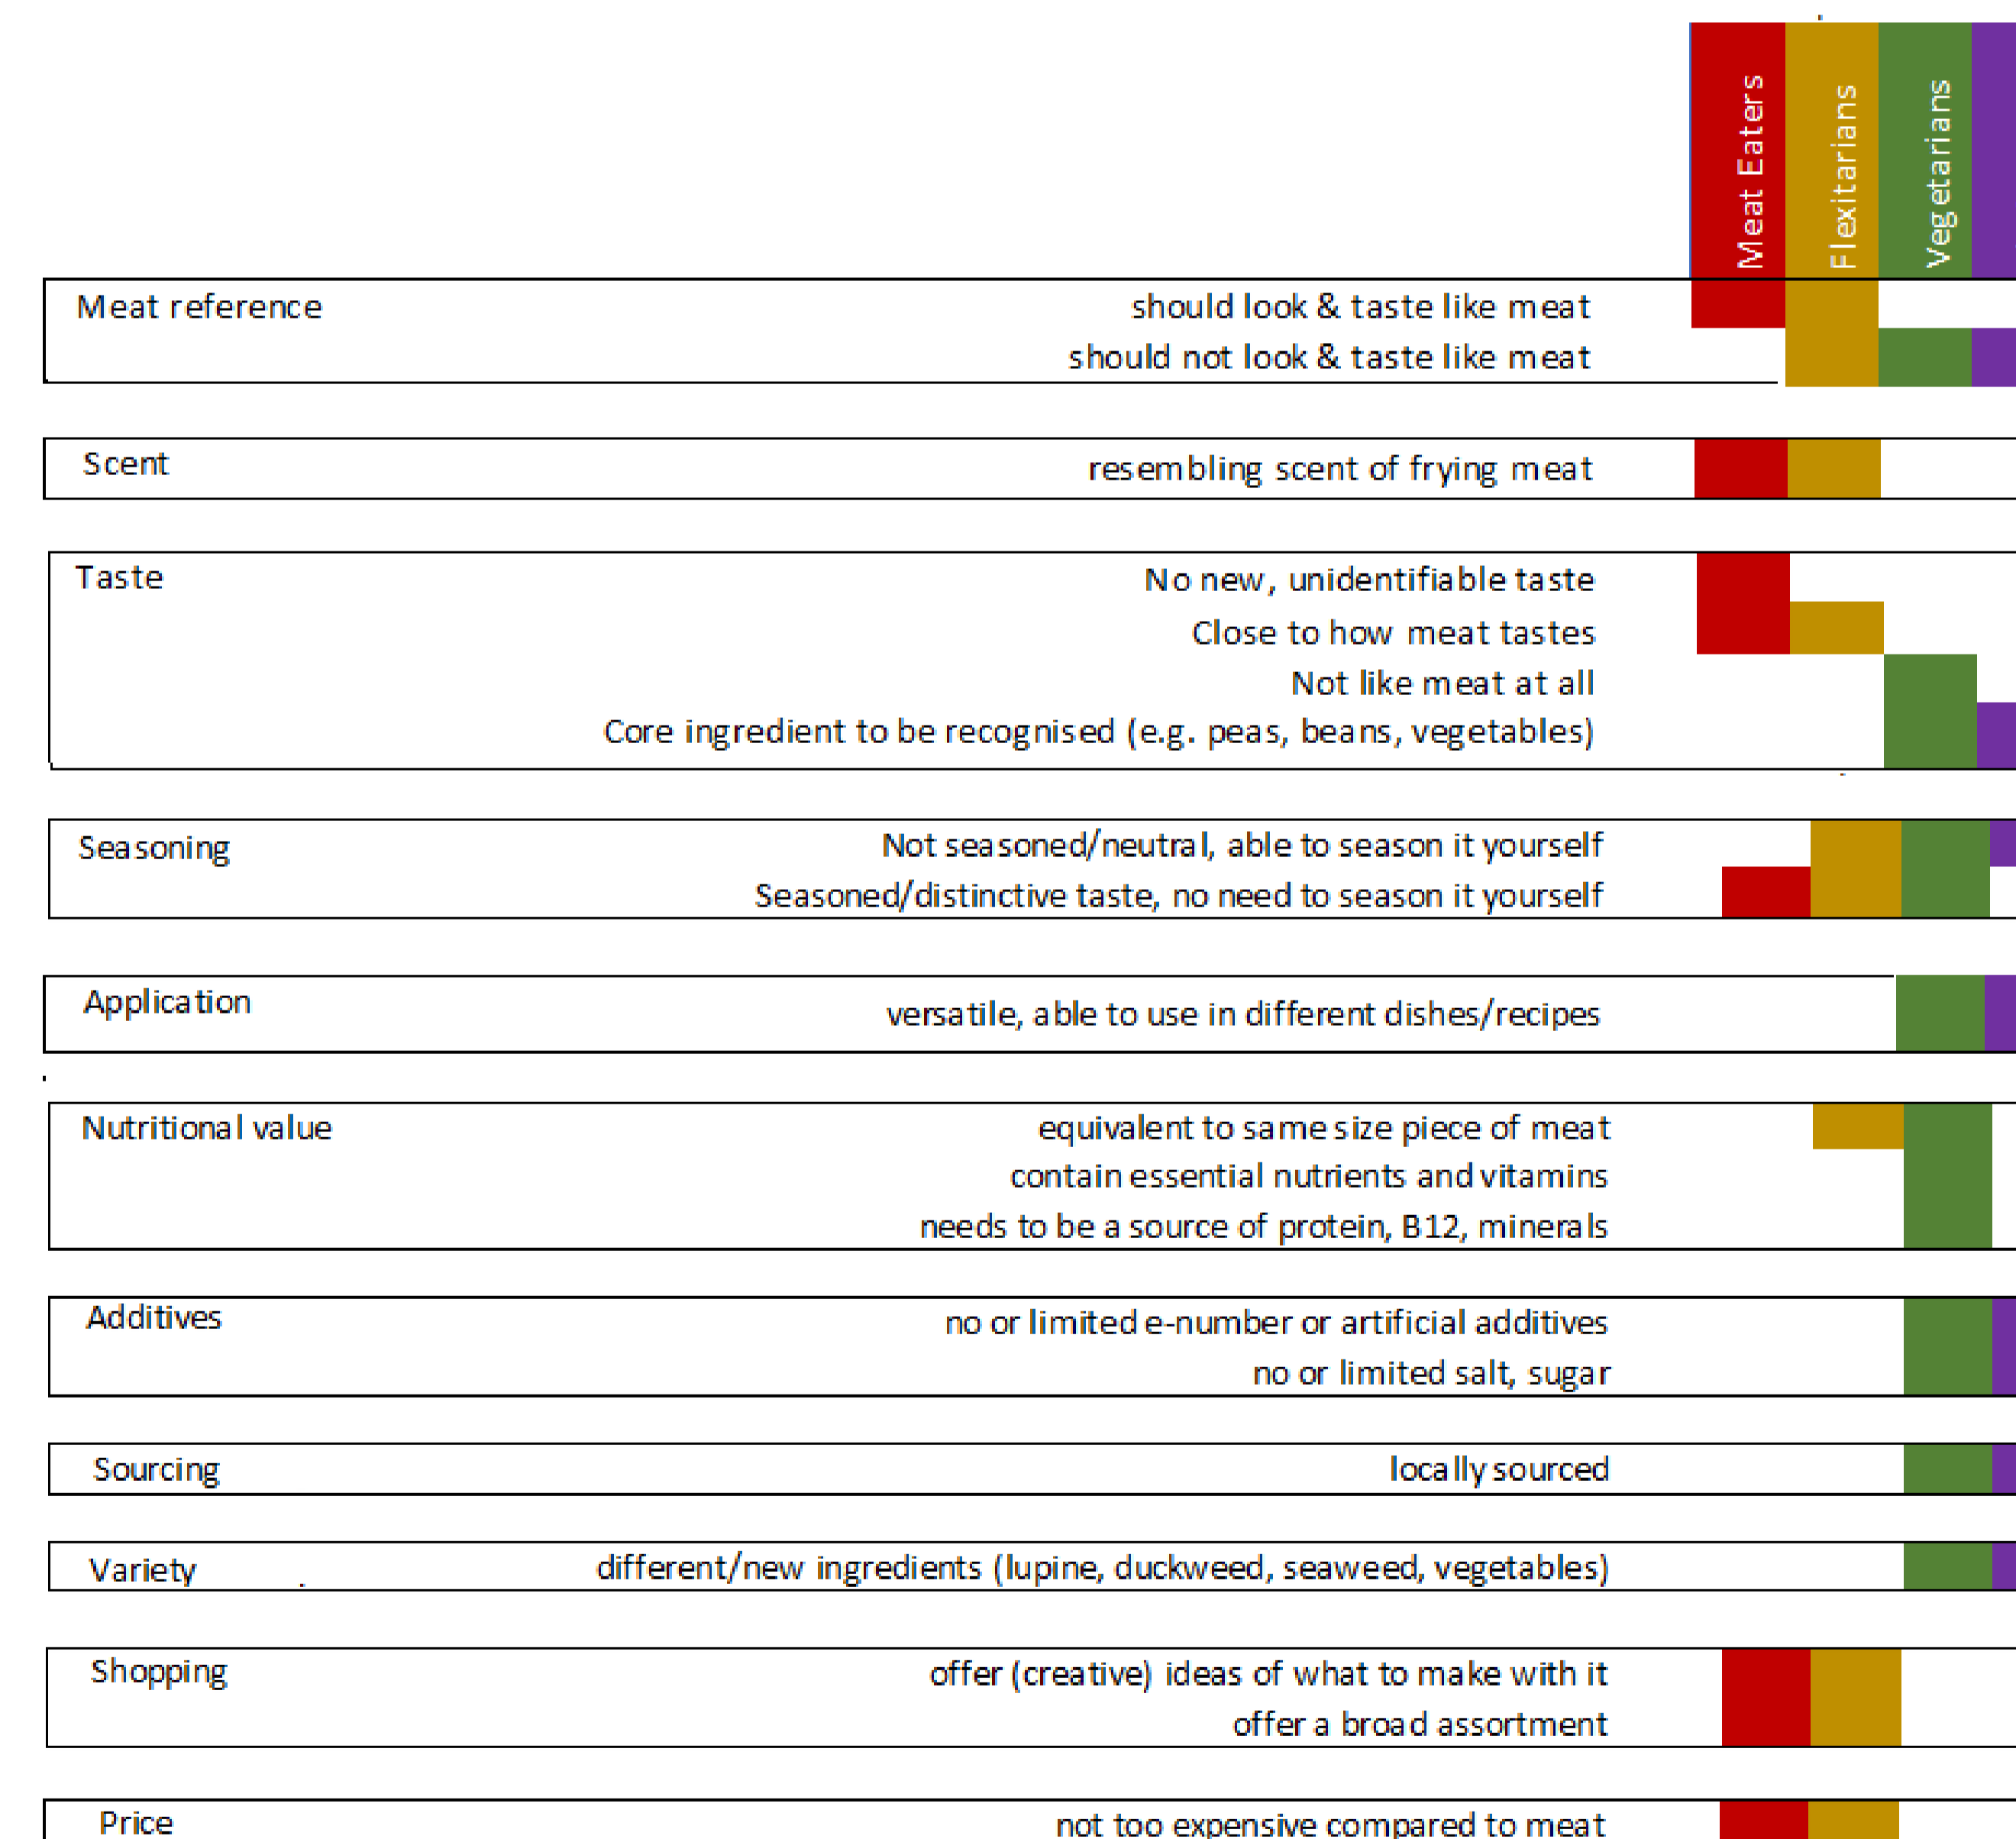 Meat Eaters
Flexitarians
Vegetarians
Meat reference
should look & taste like meat
should not look & taste like meat
Scent
resembling scent of frying meat
Taste
No new, unidentifiable taste
Close to how meat tastes
Not like meat at all
Core ingredient to be recognised (e.g. peas, beans, vegetables)
Seasoning
Not seasoned/neutral, able to season it yourself
Seasoned/distinctive taste, no need to season it yourself
Application
versatile, able to use in different dishes/recipes
Nutritional value
equivalent to same size piece of meat
contain essential nutrients and vitamins
needs to be a source of protein, B12, minerals
Additives
no or limited e-number or artificial additives
no or limited salt, sugar
Sourcing
locally sourced
Variety
different/new ingredients (lupine, duckweed, seaweed, vegetables)
Shopping
offer (creative) ideas of what to make with it
offer a broad assortment
Price
not too expensive compared to meat